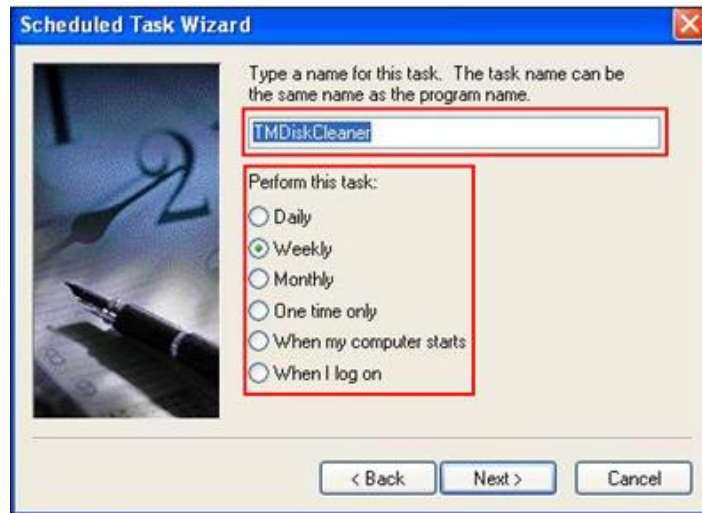 Scheduled Task Wizard
Type a name for this task. The task name can be
the same name as the program name.
TMDiskCleaner
Perform this task:
Daily
Weekly
Monthly
One time only
When my computer starts
When I log on
< Back
Next >
Cancel